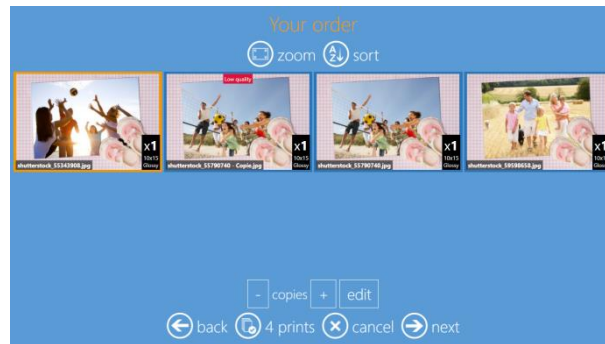 Your order
zoom sort
Low quality
x1
10x15
Glossy
shutterstock_55343908.jpg
x1
10x15
Glossy
shutterstock_55790740 - Copie.jpg
x1
10x15
Glossy
shutterstock_55790740.jpg
x1
10x15
Glossy
shutterstock_59598658.jpg
- copies + edit
back 4 prints cancel next